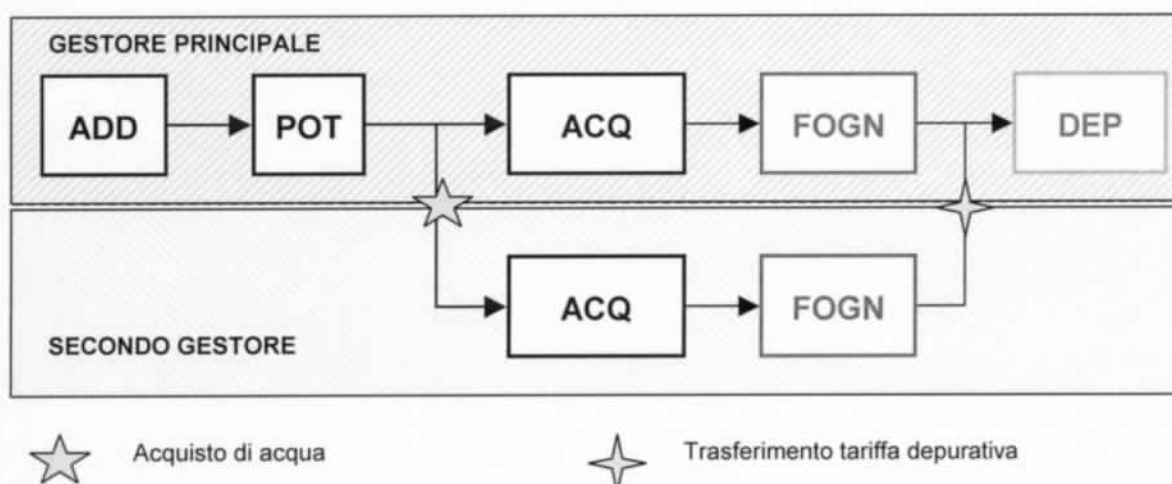 GESTORE PRINCIPALE
ADD
POT
ACQ
FOGN
DEP
ACQ
FOGN
SECONDO GESTORE
Acquisto di acqua
Trasferimento tariffa depurativa